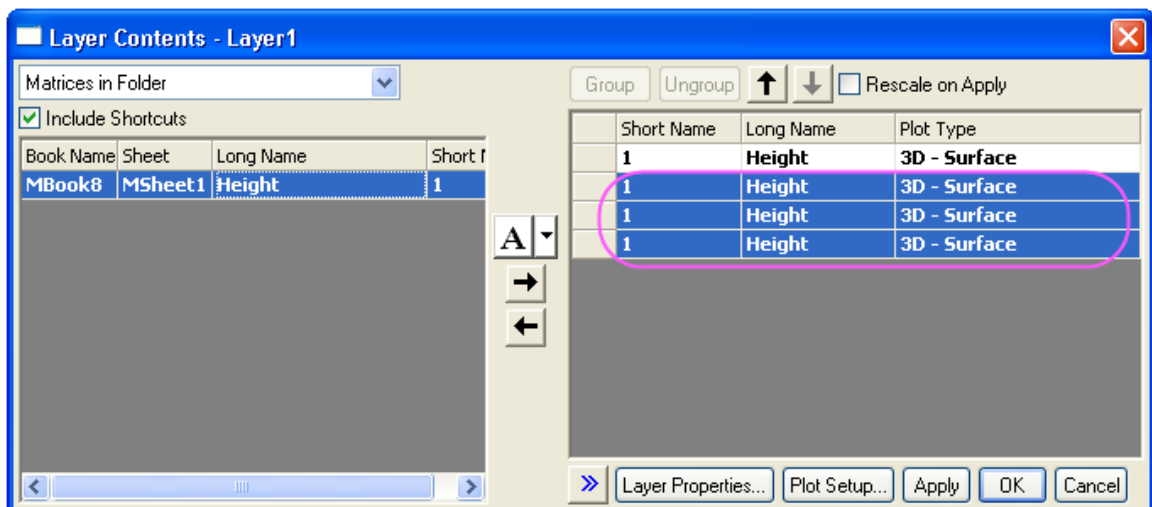 Layer Contents - Layer1
Matrices in Folder
Include Shortcuts
Book Name Sheet Long Name Short
MBook8 MSheet1 Height 1
A
Group Ungroup Rescale on Apply
Short Name Long Name Plot Type
1 Height 3D - Surface
1 Height 3D - Surface
1 Height 3D - Surface
1 Height 3D - Surface
Layer Properties... Plot Setup... Apply OK Cancel